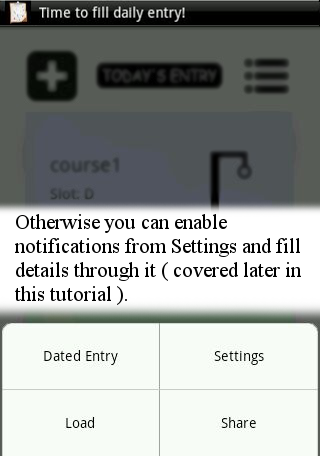 Time to fill daily entry!
TODAY'S ENTRY
course1
Slot: D
Otherwise you can enable
notifications from Settings and fill
details through it ( covered later in
this tutorial ).
Dated Entry
Settings
Load
Share